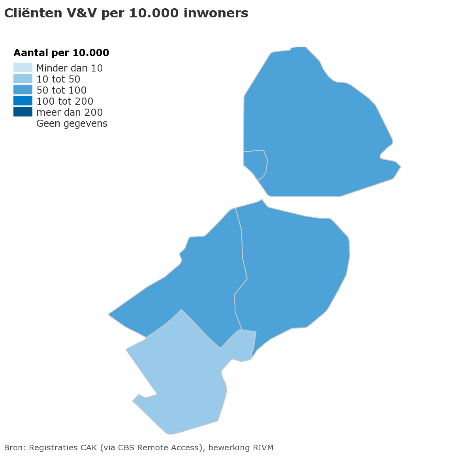 Cliënten V&V per 10.000 inwoners
Aantal per 10.000
Minder dan 10
10 tot 50
50 tot 100
100 tot 200
meer dan 200
Geen gegevens
Bron: Registraties CAK (via CBS Remote Access), bewerking RIVM